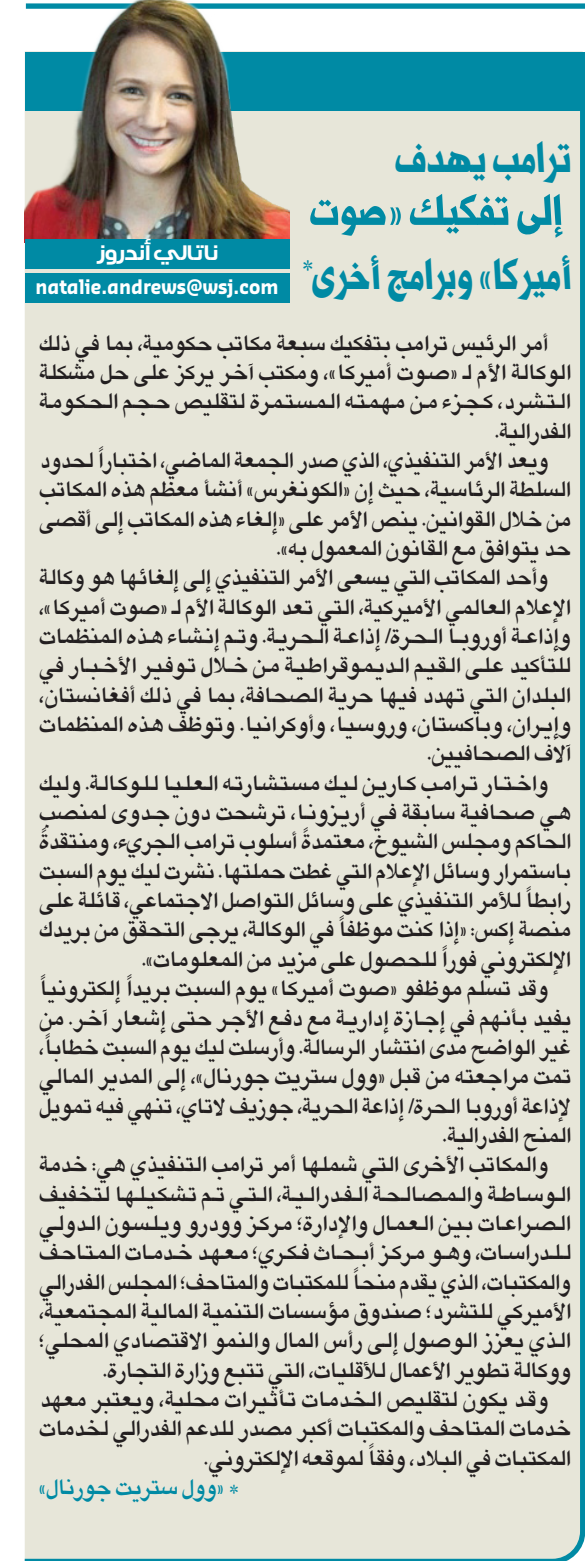 ترامب يهدف
إلى تفكيك «صوت
أميركا» وبرامج أخرى*
ناتالي أندروز
natalie.andrews@wsj.com
أمر الرئيس ترامب بتفكيك سبعة مكاتب حكومية، بما في ذلك
الوكالة الأم لـ «صوت أميركا»، ومكتب آخر يركز على حل مشكلة
التشرد، كجزء من مهمته المستمرة لتقليص حجم الحكومة
الفدرالية.
ويعد الأمر التنفيذي، الذي صدر الجمعة الماضي، اختباراً لحدود
السلطة الرئاسية، حيث إن «الكونغرس» أنشأ معظم هذه المكاتب
من خلال القوانين. ينص الأمر على «إلغاء هذه المكاتب إلى أقصى
حد يتوافق مع القانون المعمول به».
وأحد المكاتب التي يسعى الأمر التنفيذي إلى إلغائها هو وكالة
الإعلام العالمي الأميركية، التي تعد الوكالة الأم لـ «صوت أميركا»،
وإذاعة أوروبا الحرة/ إذاعة الحرية. وتم إنشاء هذه المنظمات
للتأكيد على القيم الديموقراطية من خلال توفير الأخبار في
البلدان التي تهدد فيها حرية الصحافة، بما في ذلك أفغانستان،
وإيران، وباكستان، وروسيا، وأوكرانيا. وتوظف هذه المنظمات
آلاف الصحافيين.
واختار ترامب كارين ليك مستشارته العليا للوكالة. وليك
هي صحافية سابقة في أريزونا، ترشحت دون جدوى لمنصب
الحاكم ومجلس الشيوخ، معتمدةً أسلوب ترامب الجريء، ومنتقدةً
باستمرار وسائل الإعلام التي غطت حملتها. نشرت ليك يوم السبت
رابطاً للأمر التنفيذي على وسائل التواصل الاجتماعي، قائلة على
منصة إكس: «إذا كنت موظفاً في الوكالة، يرجى التحقق من بريدك
الإلكتروني فوراً للحصول على مزيد من المعلومات».
وقد تسلم موظفو «صوت أميركا» يوم السبت بريداً إلكترونياً
يفيد بأنهم في إجازة إدارية مع دفع الأجر حتى إشعار آخر. من
غير الواضح مدى انتشار الرسالة. وأرسلت ليك يوم السبت خطاباً،
تمت مراجعته من قبل «وول ستريت جورنال»، إلى المدير المالي
لإذاعة أوروبا الحرة/ إذاعة الحرية، جوزيف لاتاي، تنهي فيه تمويل
المنح الفدرالية.
والمكاتب الأخرى التي شملها أمر ترامب التنفيذي هي: خدمة
الوساطة والمصالحة الفدرالية، التي تم تشكيلها لتخفيف
الصراعات بين العمال والإدارة؛ مركز وودرو ويلسون الدولي
للدراسات، وهو مركز أبحاث فكري؛ معهد خدمات المتاحف
والمكتبات، الذي يقدم منحاً للمكتبات والمتاحف؛ المجلس الفدرالي
الأميركي للتشرد؛ صندوق مؤسسات التنمية المالية المجتمعية،
الذي يعزز الوصول إلى رأس المال والنمو الاقتصادي المحلي؛
ووكالة تطوير الأعمال للأقليات، التي تتبع وزارة التجارة.
وقد يكون لتقليص الخدمات تأثيرات محلية، ويعتبر معهد
خدمات المتاحف والمكتبات أكبر مصدر للدعم الفدرالي لخدمات
المكتبات في البلاد، وفقاً لموقعه الإلكتروني.
* «وول ستريت جورنال»